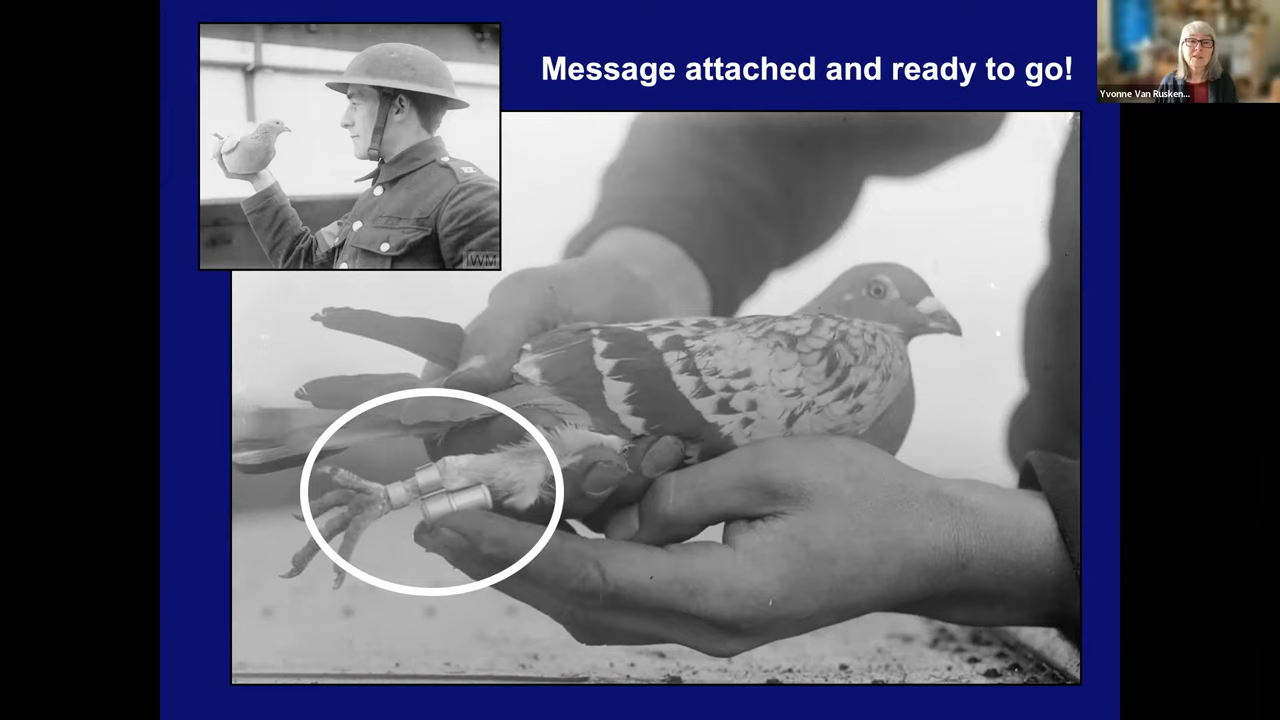 Message attached and ready to go!
Yvonne Van Rusken...
IWM